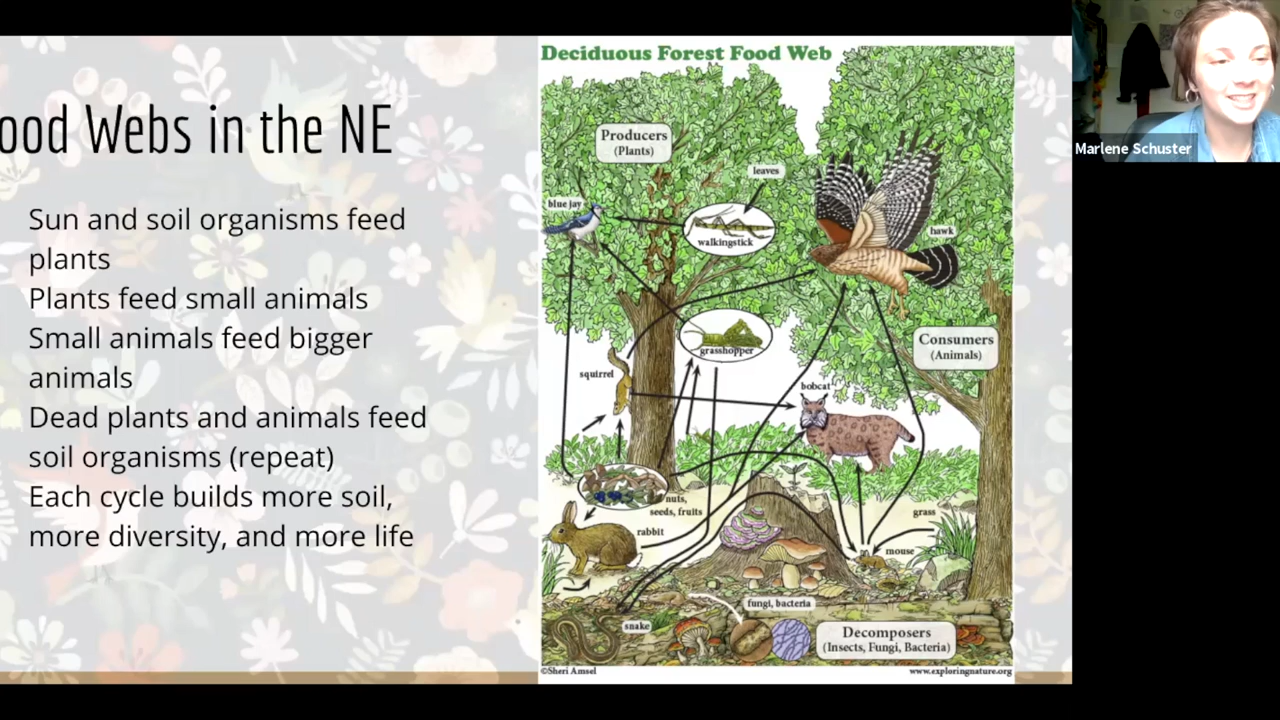 ood Webs in the NE
Sun and soil organisms feed
plants
Plants feed small animals
Small animals feed bigger
animals
Dead plants and animals feed
soil organisms (repeat)
Each cycle builds more soil,
more diversity, and more life
Deciduous Forest Food Web
Producers
(Plants)
leaves
blue jay
walkingstick
hawk
grasshopper
Consumers
(Animals)
squirrel
bobcat
nuts,
seeds, fruits
grass
rabbit
mouse
fungi, bacteria
snake
Decomposers
(Insects, Fungi, Bacteria)
©Sheri Amsel
www.exploringnature.org
Marlene Schuster